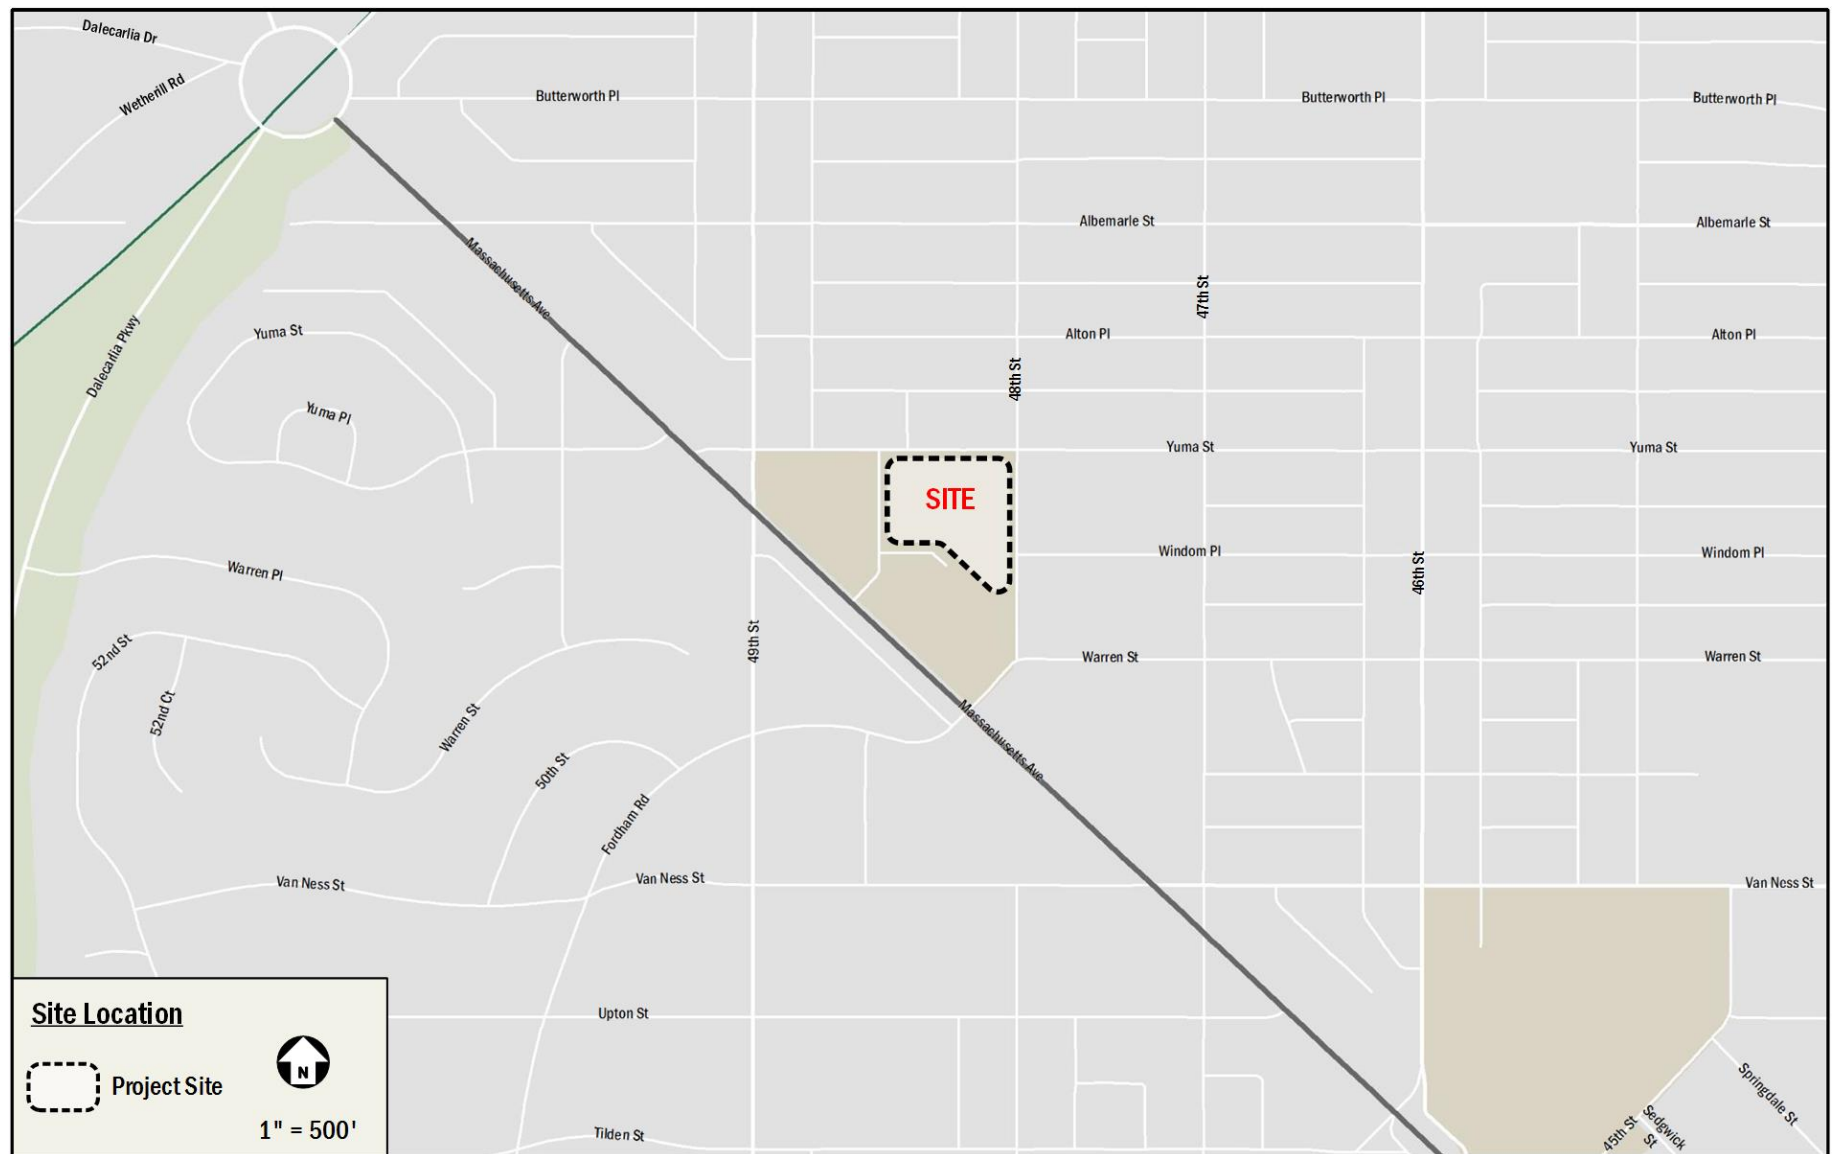 Dalecarlia Dr
Wetherill Rd
Butterworth Pl
Butterworth Pl
Butterworth Pl
Albemarle St
Albemarle St
Massachusetts Ave
47th St
Dalecarlia Pkwy
Yuma St
Alton Pl
Alton Pl
48th St
Yuma Pl
Yuma St
Yuma St
SITE
Windom Pl
Windom Pl
46th St
Warren Pl
52nd St
49th St
Warren St
Warren St
52nd Ct
Warren St
Massachusetts Ave
50th St
Fordham Rd
Van Ness St
Van Ness St
Van Ness St
Site Location
N
Project Site
1" = 500'
Upton St
Tilden St
Springdale St
45th St
Sedgwick
St